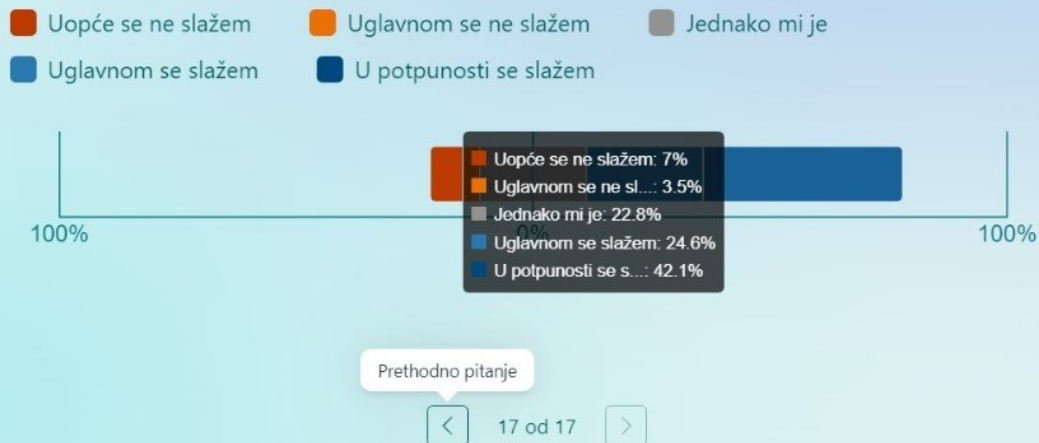 Uopće se ne slažem
Uglavnom se ne slažem
Jednako mi je
Uglavnom se slažem
U potpunosti se slažem
Uopće se ne slažem: 7%
Uglavnom se ne sl...: 3.5%
Jednako mi je: 22.8%
Uglavnom se slažem: 24.6%
U potpunosti se s...: 42.1%
100%
0%
100%
Prethodno pitanje
17 od 17